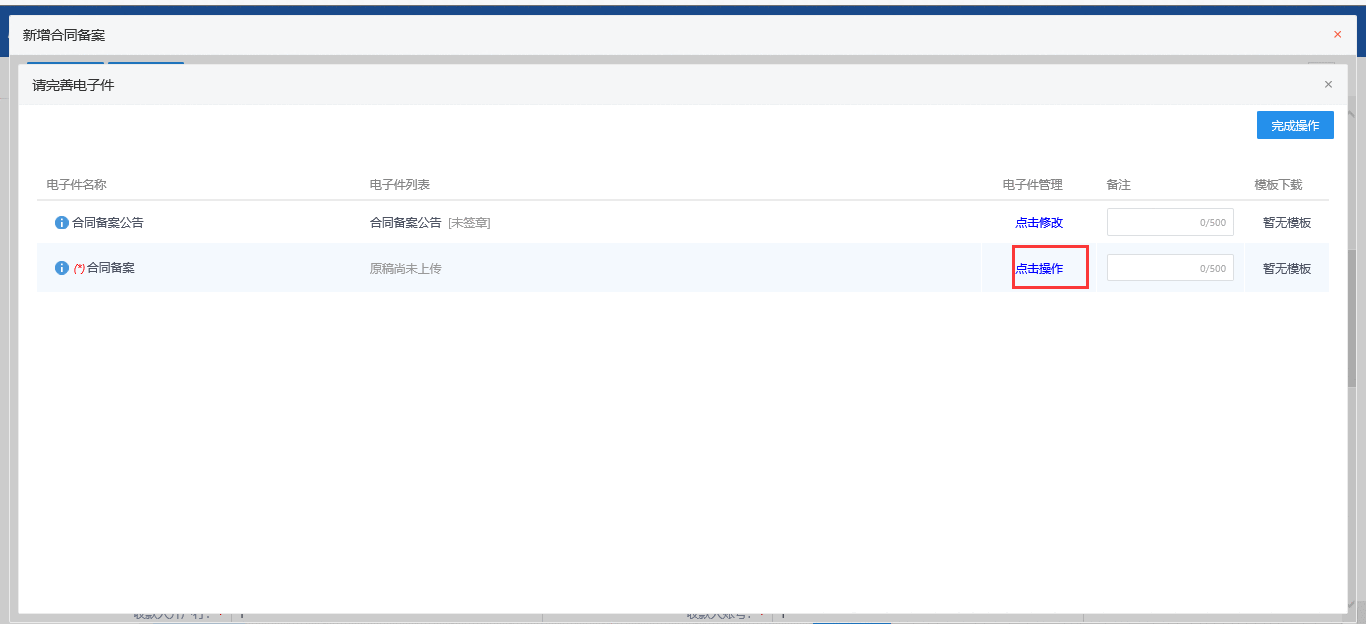 新增合同备案 ×
请完善电子件 ×
完成操作
电子件名称 电子件列表 电子件管理 备注 模板下载
合同备案公告 合同备案公告 [未签章] 点击修改 0/500 暂无模板
(*)合同备案 原稿尚未上传 点击操作 0/500 暂无模板